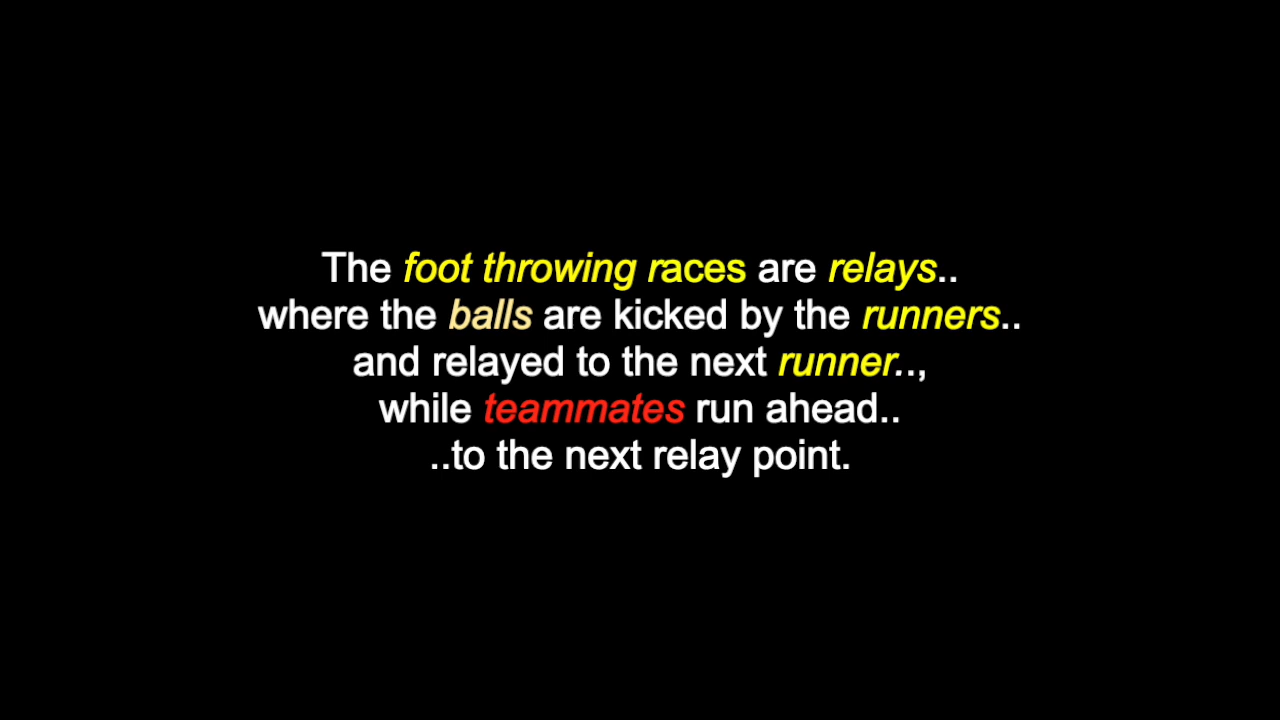 The foot throwing races are relays..
where the balls are kicked by the runners..
and relayed to the next runner..,
while teammates run ahead..
..to the next relay point.